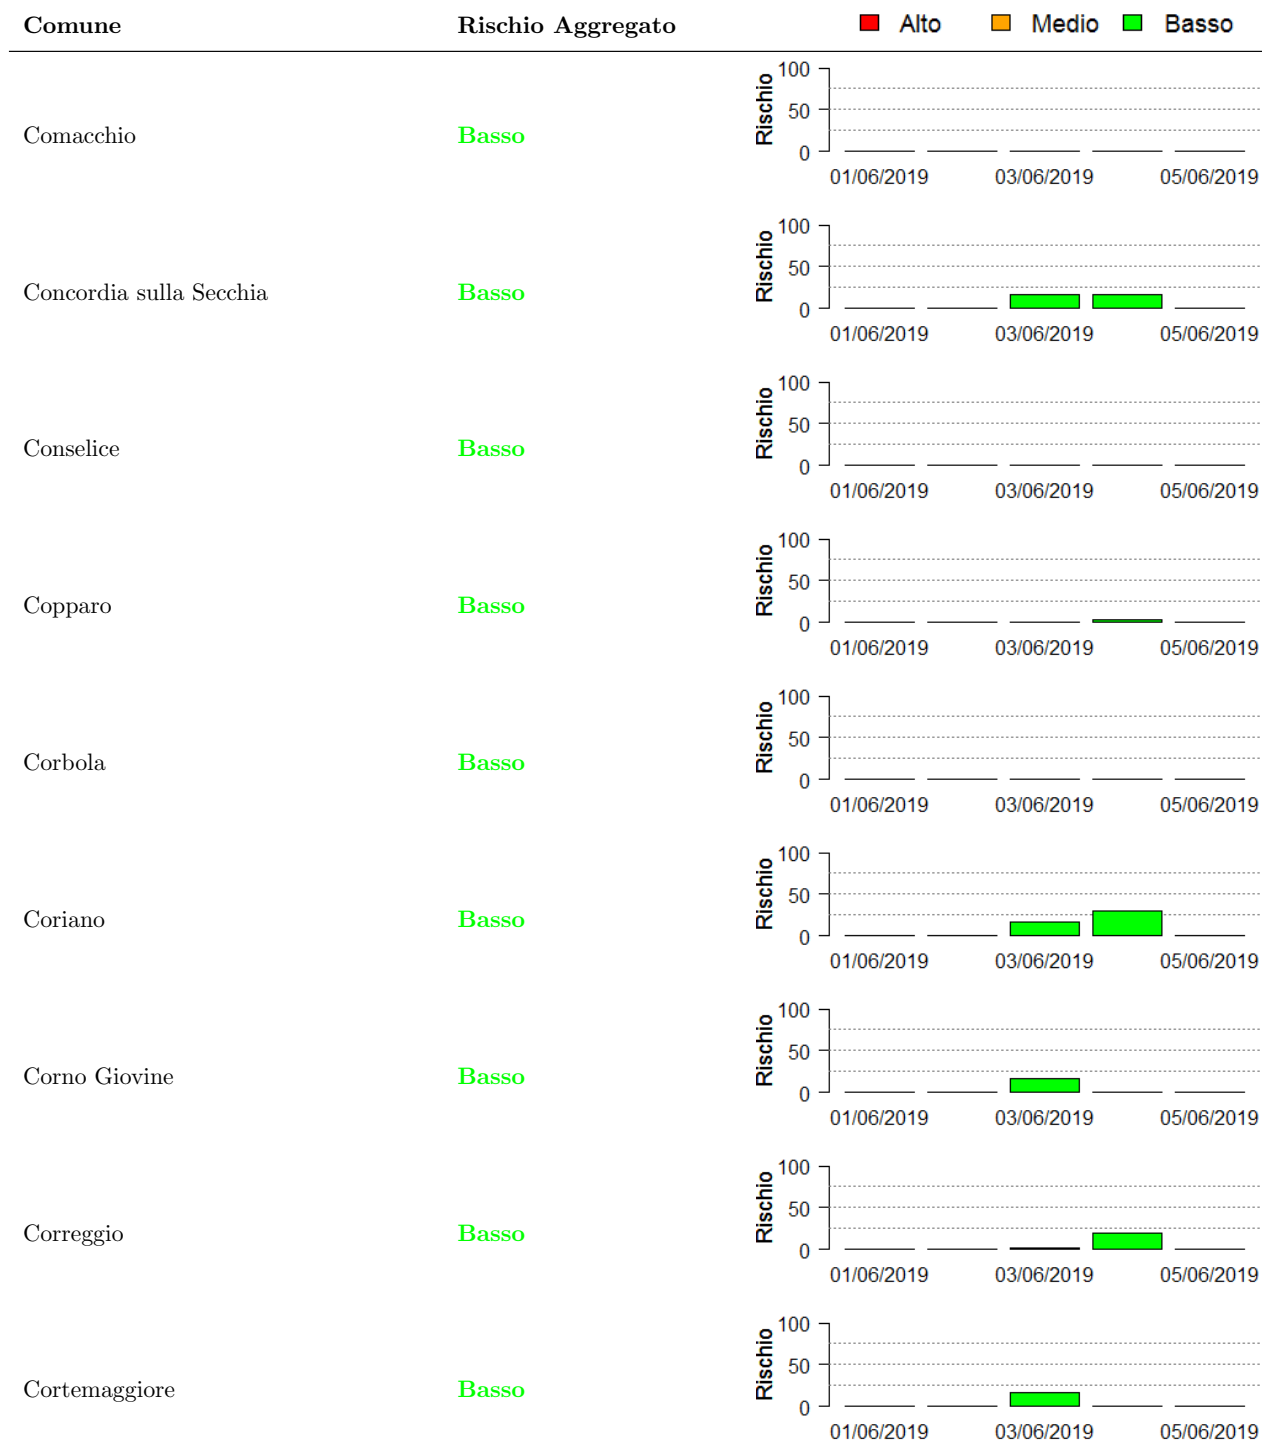 Comune Rischio Aggregato Alto Medio Basso
Comacchio Basso Rischio 100 50 0
01/06/2019 03/06/2019 05/06/2019
Concordia sulla Secchia Basso Rischio 100 50 0
01/06/2019 03/06/2019 05/06/2019
Conselice Basso Rischio 100 50 0
01/06/2019 03/06/2019 05/06/2019
Copparo Basso Rischio 100 50 0
01/06/2019 03/06/2019 05/06/2019
Corbola Basso Rischio 100 50 0
01/06/2019 03/06/2019 05/06/2019
Coriano Basso Rischio 100 50 0
01/06/2019 03/06/2019 05/06/2019
Corno Giovine Basso Rischio 100 50 0
01/06/2019 03/06/2019 05/06/2019
Correggio Basso Rischio 100 50 0
01/06/2019 03/06/2019 05/06/2019
Cortemaggiore Basso Rischio 100 50 0
01/06/2019 03/06/2019 05/06/2019